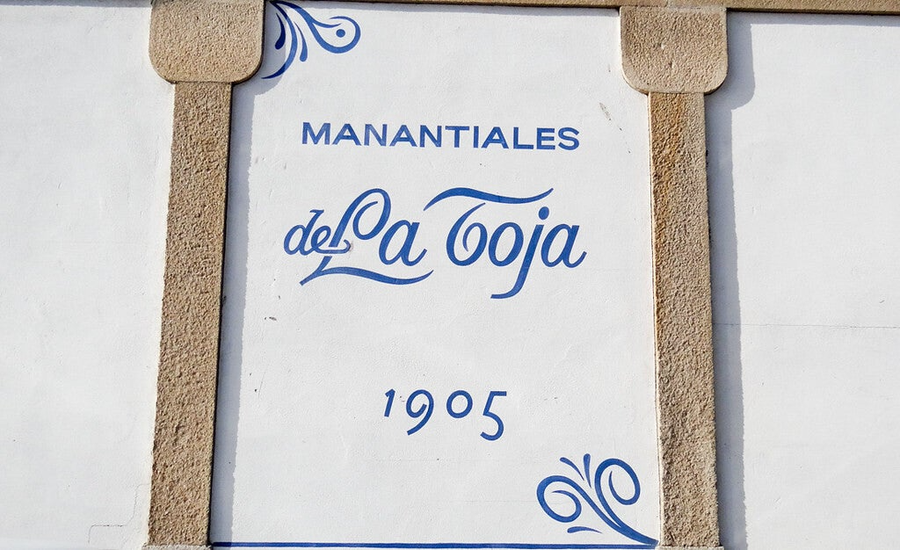 MANANTIALES
de La Toja
1905